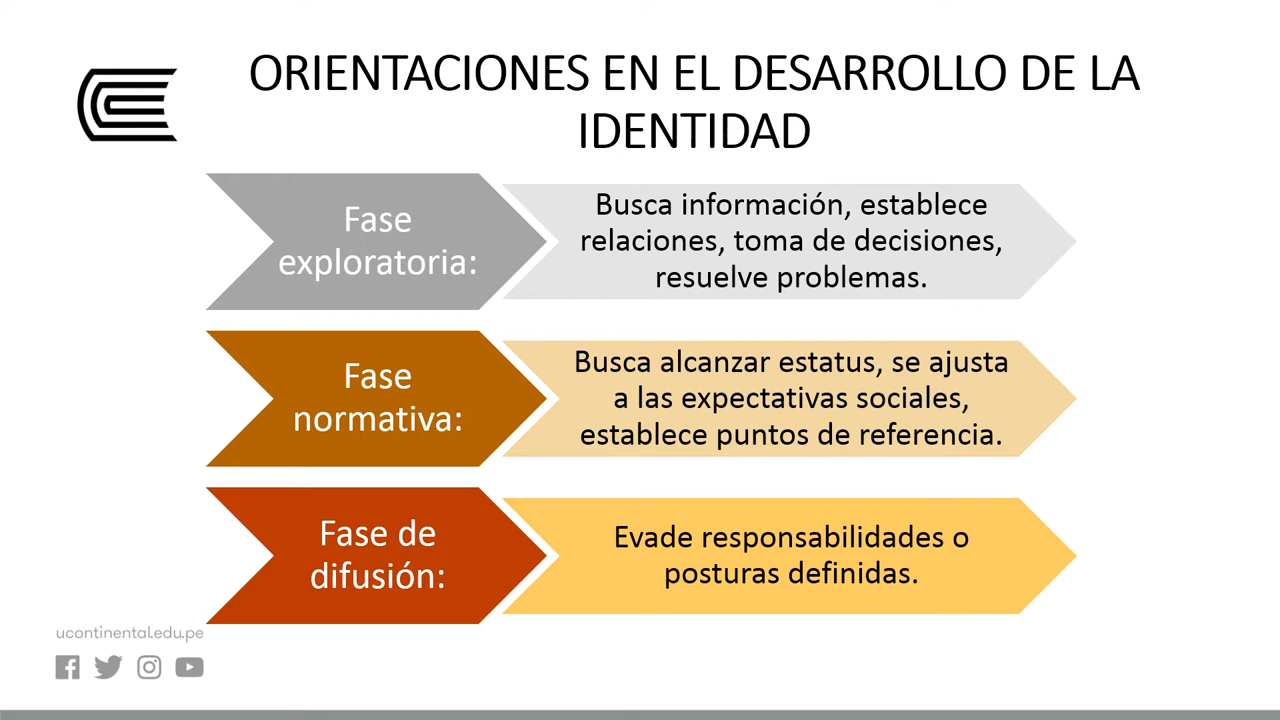 ORIENTACIONES EN EL DESARROLLO DE LA
IDENTIDAD
Fase
exploratoria:
Busca información, establece
relaciones, toma de decisiones,
resuelve problemas.
Fase
normativa:
Busca alcanzar estatus, se ajusta
a las expectativas sociales,
establece puntos de referencia.
Fase de
difusión:
Evade responsabilidades o
posturas definidas.
ucontinental.edu.pe